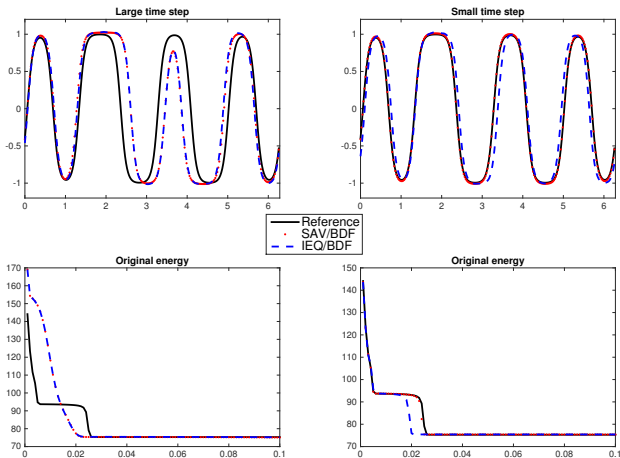 Large time step
1
0.5
1
-0.5
-1
0 1 2 3 4 5 6
Small time step
1
0.5
1
-0.5
-1
0 1 2 3 4 5 6
Reference
SAV/BDF
IEQ/BDF
Original energy
170
160
150
140
130
120
110
100
90
80
70
0 0.02 0.04 0.06 0.08 0.1
Original energy
150
140
130
120
110
100
90
80
70
0 0.02 0.04 0.06 0.08 0.1